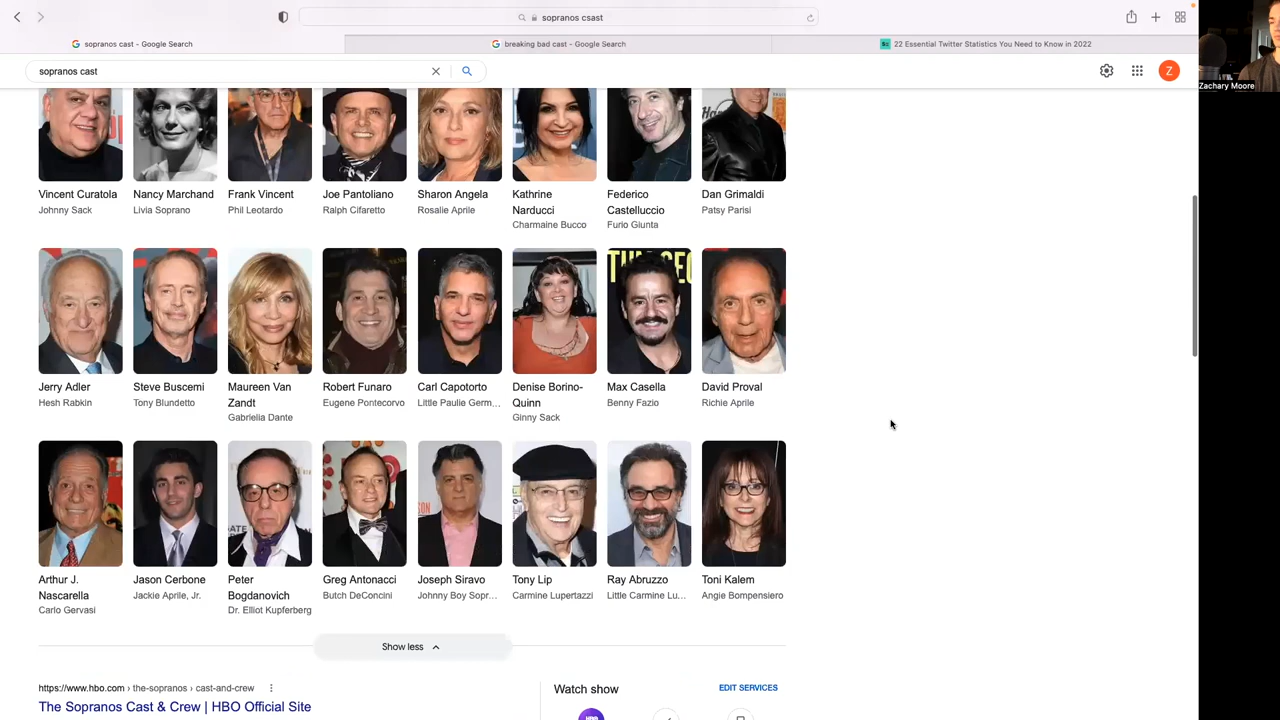 sopranos csast
sopranos cast - Google Search
breaking bad cast - Google Search
22 Essential Twitter Statistics You Need to Know in 2022
sopranos cast
Z
Zachary Moore
Vincent Curatola
Johnny Sack
Nancy Marchand
Livia Soprano
Frank Vincent
Phil Leotardo
Joe Pantoliano
Ralph Cifaretto
Sharon Angela
Rosalie Aprile
Kathrine
Narducci
Charmaine Bucco
Federico
Castelluccio
Furio Giunta
Dan Grimaldi
Patsy Parisi
Jerry Adler
Hesh Rabkin
Steve Buscemi
Tony Blundetto
Maureen Van
Zandt
Gabrielia Dante
Robert Funaro
Eugene Pontecorvo
Carl Capotorto
Little Paulie Germ...
Denise Borino-
Quinn
Ginny Sack
Max Casella
Benny Fazio
David Proval
Richie Aprile
Arthur J.
Nascarella
Carlo Gervasi
Jason Cerbone
Jackie Aprile, Jr.
Peter
Bogdanovich
Dr. Elliot Kupferberg
Greg Antonacci
Butch DeConcini
Joseph Siravo
Johnny Boy Sopr...
Tony Lip
Carmine Lupertazzi
Ray Abruzzo
Little Carmine Lu...
Toni Kalem
Angie Bompensiero
Show less
https://www.hbo.com › the-sopranos › cast-and-crew
The Sopranos Cast & Crew | HBO Official Site
Watch show
EDIT SERVICES
HBO